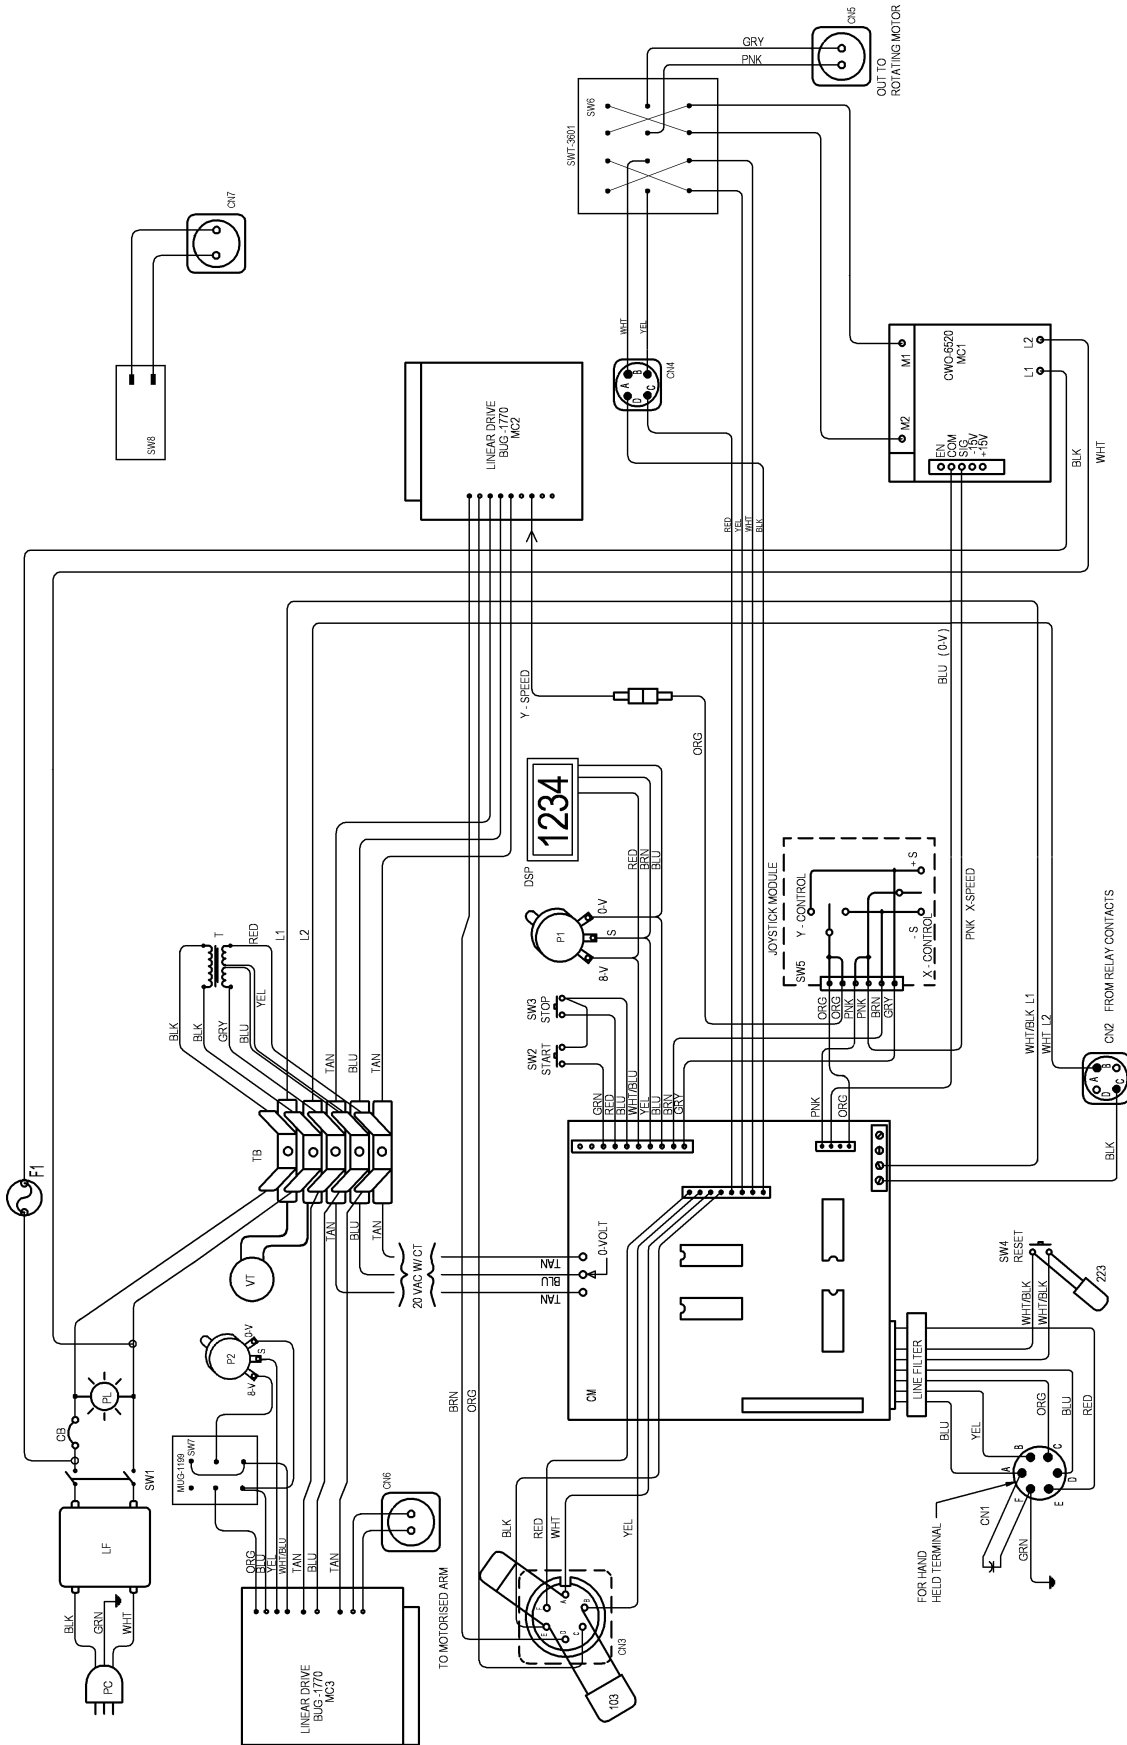 CN5
OUT TO
ROTATING MOTOR
GRY
PNK
SWT-3601
SW6
CN7
SW8
LINEAR DRIVE
BUG -1770
MC2
WHT
YEL
A
B
C
D
CN4
M1
M2
CWO-6520
MC1
L1
L2
EN
COM
SIG
-15V
+15V
BLK
WHT
RED
YEL
WHT
BLK
BLU ( 0-V )
Y - SPEED
ORG
DSP
1234
RED
BRN
BLU
P1
0-V
S
8-V
SW3
STOP
SW2
START
GRN
RED
BLU
WHT/BLU
YEL
BLU
BRN
GRY
JOYSTICK MODULE
SW5
Y - CONTROL
X - CONTROL
- S
+ S
ORG
ORG
PNK
PNK
BRN
GRY
PNK X-SPEED
PNK
ORG
WHT/BLK L1
WHT L2
CN2 FROM RELAY CONTACTS
A
B
C
D
BLK
T
RED
L1
L2
BLK
BLK
GRY
BLU
YEL
TAN
BLU
TAN
TB
F1
VT
TAN
BLU
TAN
20 VAC W/ CT
TAN
BLU
TAN
0-VOLT
CM
BRN
ORG
P2
0-V
S
8-V
PL
CB
SW1
MUG-1199
SW7
LF
BLK
GRN
WHT
PC
ORG
BLU
YEL
WHT/BLU
TAN
BLU
TAN
CN6
LINEAR DRIVE
BUG -1770
MC3
TO MOTORISED ARM
BLK
RED
WHT
YEL
A
B
C
D
E
F
CN3
103
SW4
RESET
223
WHT/BLK
WHT/BLK
LINE FILTER
BLU
YEL
ORG
BLU
RED
A
B
C
D
E
F
CN1
GRN
FOR HAND
HELD TERMINAL